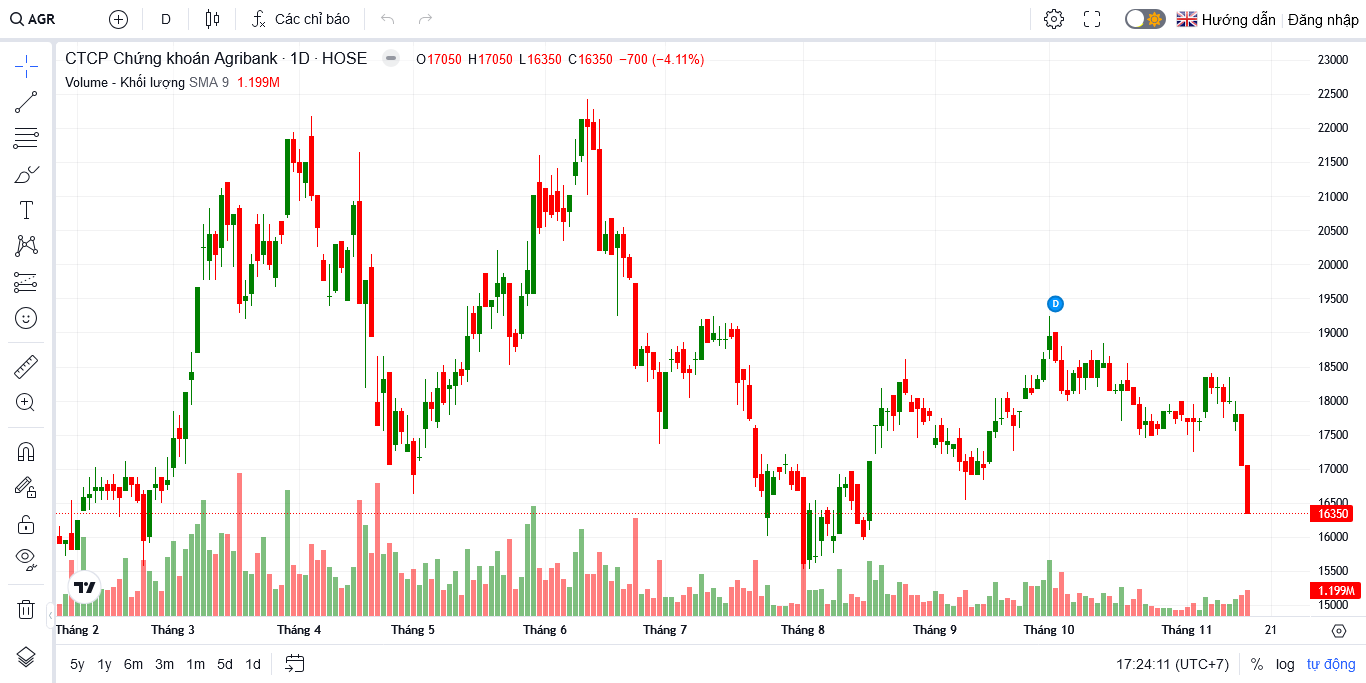 AGR D Các chỉ báo Hướng dẫn Đăng nhập
CTCP Chứng khoán Agribank · 1D · HOSE O17050 H17050 L16350 C16350 −700 (−4.11%)
Volume - Khối lượng SMA 9 1.199M
23000
22500
22000
21500
21000
20500
20000
19500
19000
18500
18000
17500
17000
16500
16350
16000
15500
1.199M
15000
D
Tháng 2 Tháng 3 Tháng 4 Tháng 5 Tháng 6 Tháng 7 Tháng 8 Tháng 9 Tháng 10 Tháng 11 21
5y 1y 6m 3m 1m 5d 1d 17:24:11 (UTC+7) % log tự động